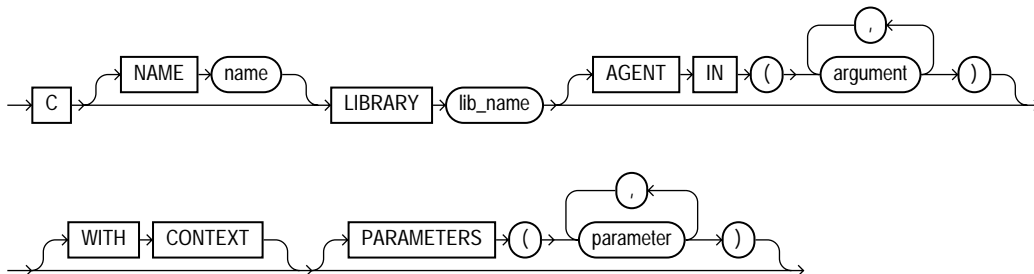 ,
NAME name AGENT IN ( argument )
C LIBRARY lib_name
,
WITH CONTEXT PARAMETERS ( parameter )